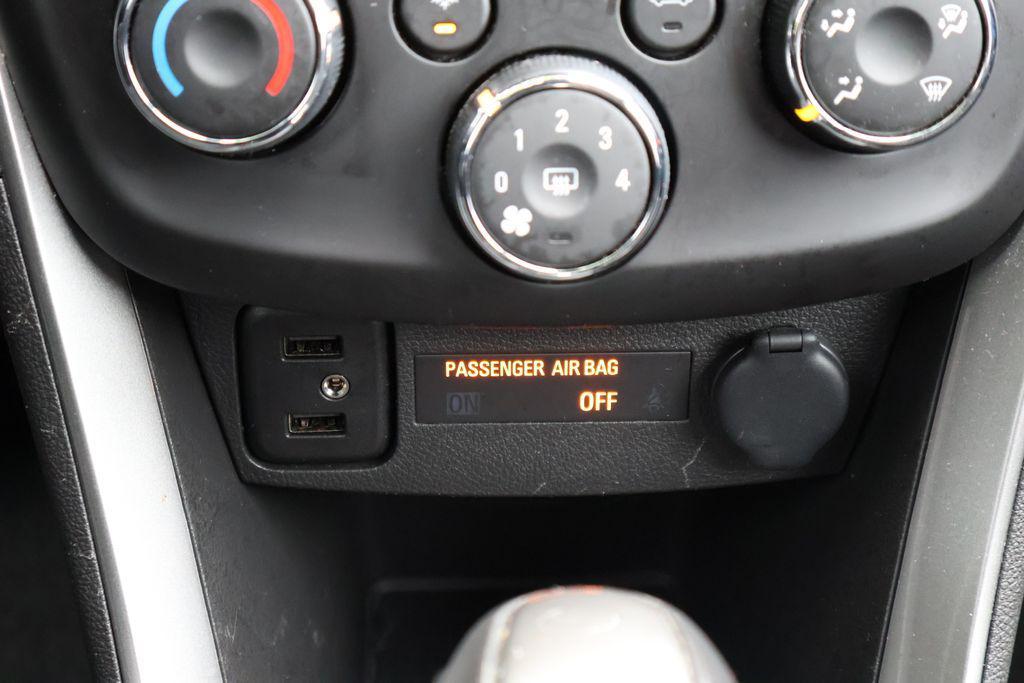 1 2 3
0 4
PASSENGER AIR BAG
ON OFF